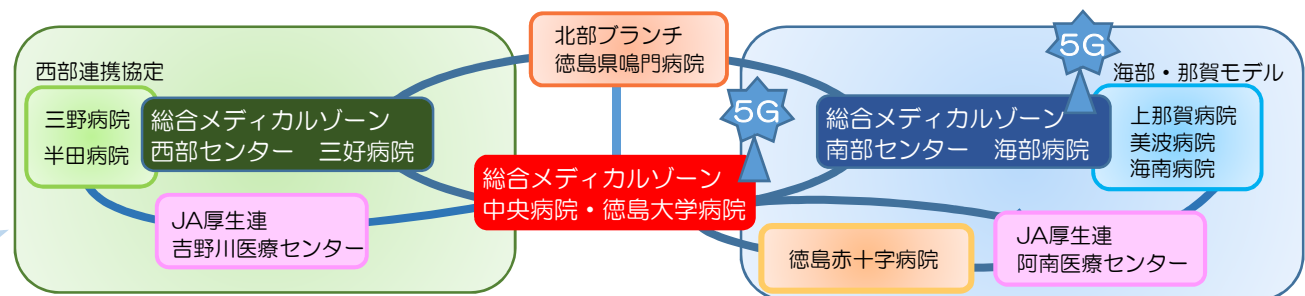 西部連携協定
三野病院
半田病院
総合メディカルゾーン
西部センター 三好病院
JA厚生連
吉野川医療センター
北部ブランチ
徳島県鳴門病院
5G
総合メディカルゾーン
中央病院・徳島大学病院
5G
海部・那賀モデル
総合メディカルゾーン
南部センター 海部病院
上那賀病院
美波病院
海南病院
徳島赤十字病院
JA厚生連
阿南医療センター